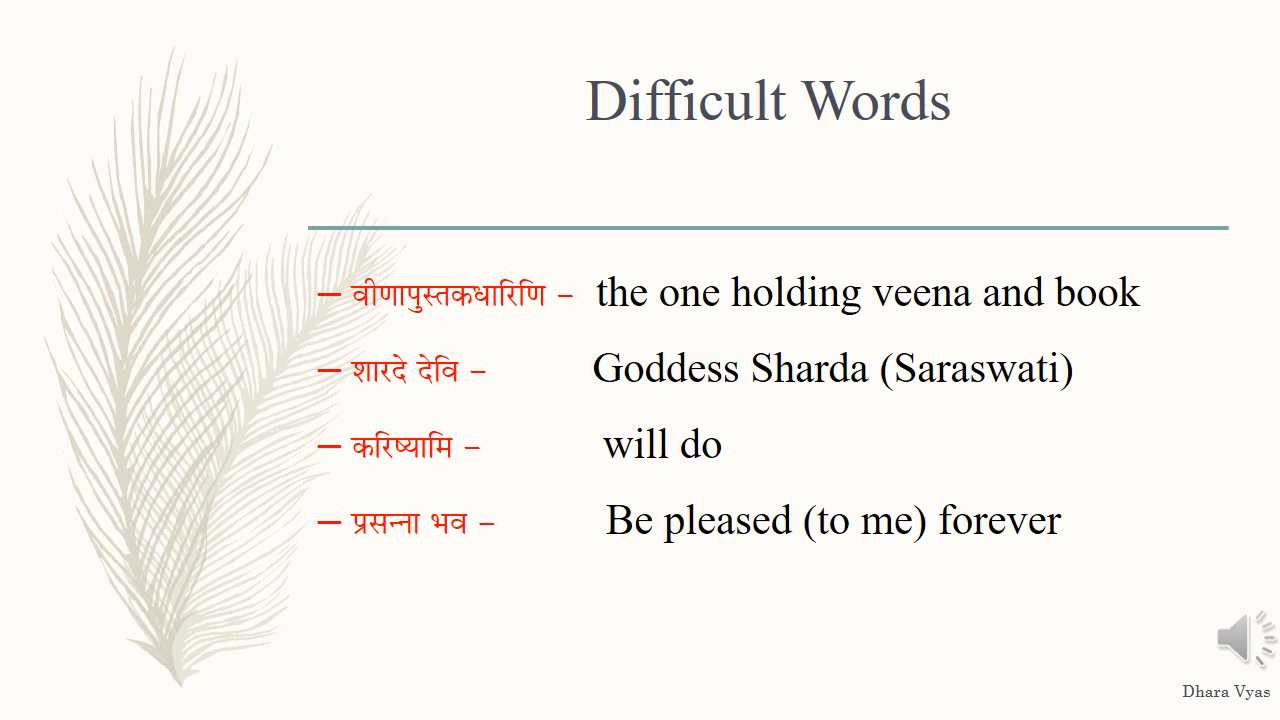 Difficult Words
– वीणापुस्तकधारिणि – the one holding veena and book
– शारदे देवि – Goddess Sharda (Saraswati)
– करिष्यामि – will do
– प्रसन्ना भव – Be pleased (to me) forever
Dhara Vyas